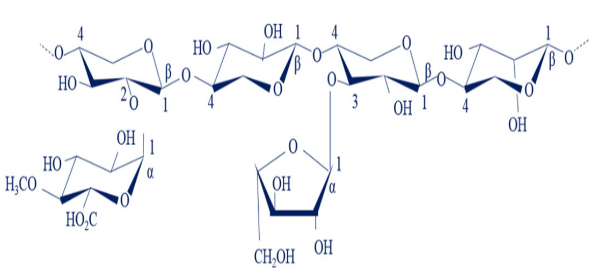 4 OH 1 4 1
O O HO β O O HO β O
HO β O O β O
2 O 1 4 O 3 OH 1 4 O
OH
OH 1
HO α
H₃CO O
HO₂C
O 1
OH α
OH
CH₂OH